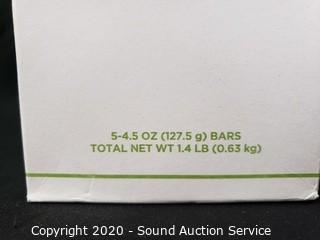 5-4.5 OZ (127.5 g) BARS
TOTAL NET WT 1.4 LB (0.63 kg)
Copyright 2020 - Sound Auction Service